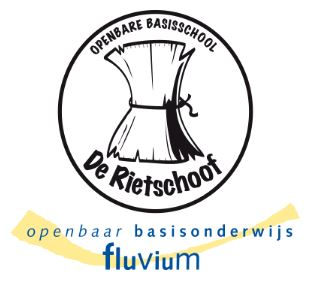 OPENBARE BASISSCHOOL
De Rietschoof
openbaar basisonderwijs
fluvium